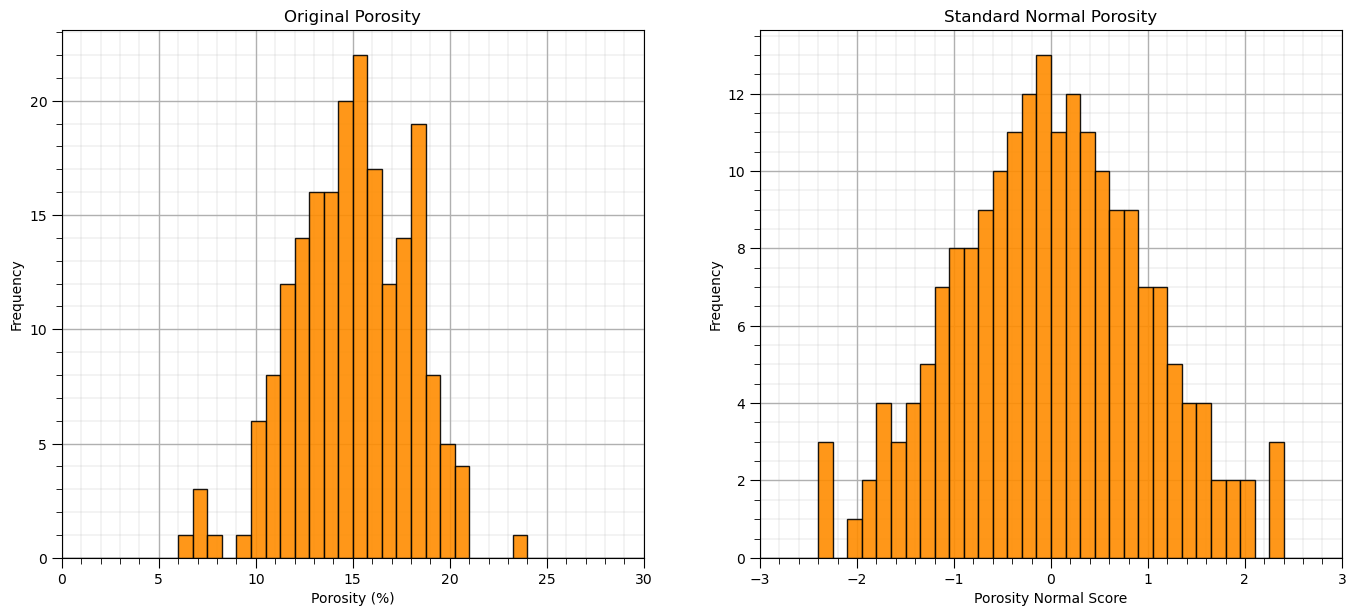 Original Porosity
Frequency
20
15
10
5
0
0 5 10 15 20 25 30
Porosity (%)
Standard Normal Porosity
Frequency
12
10
8
6
4
2
0
−3 −2 −1 0 1 2 3
Porosity Normal Score